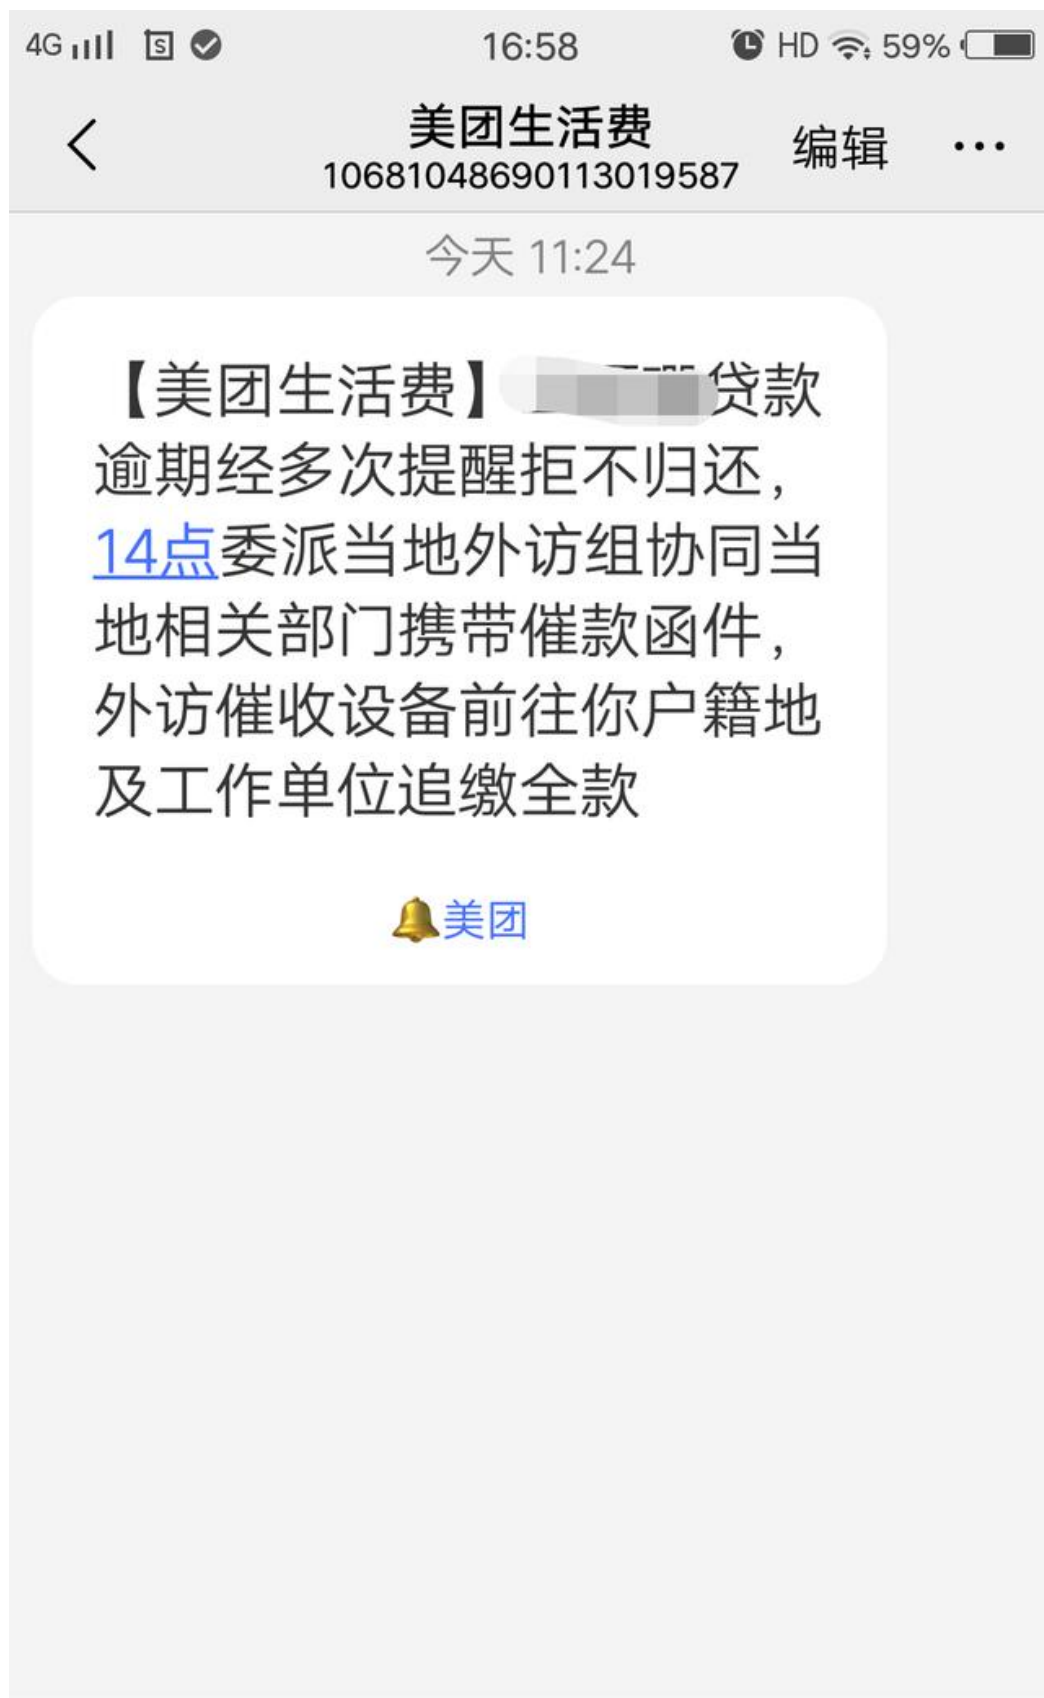 4G 16:58 HD 59%
美团生活费 编辑 ...
10681048690113019587
今天 11:24
【美团生活费】贷款
逾期经多次提醒拒不归还,
14点委派当地外访组协同当
地相关部门携带催款函件,
外访催收设备前往你户籍地
及工作单位追缴全款
美团